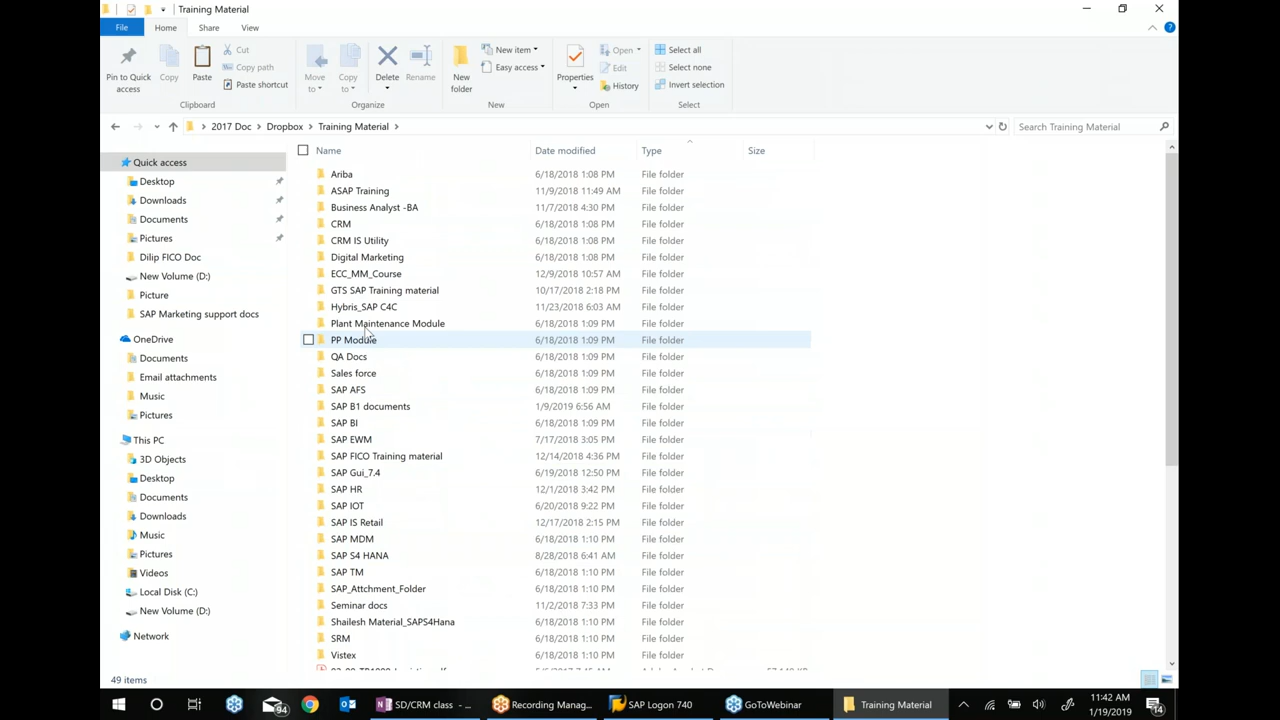 Training Material
File Home Share View
Pin to Quick access
Copy
Paste
Cut
Copy path
Paste shortcut
Clipboard
Move to
Copy to
Delete
Rename
Organize
New folder
New item
Easy access
New
Properties
Open
Edit
History
Open
Select all
Select none
Invert selection
Select
2017 Doc > Dropbox > Training Material >
Search Training Material
Quick access
Desktop
Downloads
Documents
Pictures
Dilip FICO Doc
New Volume (D:)
Picture
SAP Marketing support docs
OneDrive
Documents
Email attachments
Music
Pictures
This PC
3D Objects
Desktop
Documents
Downloads
Music
Pictures
Videos
Local Disk (C:)
New Volume (D:)
Network
Name Date modified Type Size
Ariba 6/18/2018 1:08 PM File folder
ASAP Training 11/9/2018 11:49 AM File folder
Business Analyst -BA 11/7/2018 4:30 PM File folder
CRM 6/18/2018 1:08 PM File folder
CRM IS Utility 6/18/2018 1:08 PM File folder
Digital Marketing 6/18/2018 1:08 PM File folder
ECC_MM_Course 12/9/2018 10:57 AM File folder
GTS SAP Training material 10/17/2018 2:18 PM File folder
Hybris_SAP C4C 11/23/2018 6:03 AM File folder
Plant Maintenance Module 6/18/2018 1:09 PM File folder
PP Module 6/18/2018 1:09 PM File folder
QA Docs 6/18/2018 1:09 PM File folder
Sales force 6/18/2018 1:09 PM File folder
SAP AFS 6/18/2018 1:09 PM File folder
SAP B1 documents 1/9/2019 6:56 AM File folder
SAP BI 6/18/2018 1:09 PM File folder
SAP EWM 7/17/2018 3:05 PM File folder
SAP FICO Training material 12/14/2018 4:36 PM File folder
SAP Gui_7.4 6/19/2018 12:50 PM File folder
SAP HR 12/1/2018 3:42 PM File folder
SAP IOT 6/20/2018 9:22 PM File folder
SAP IS Retail 12/17/2018 2:15 PM File folder
SAP MDM 6/18/2018 1:10 PM File folder
SAP S4 HANA 8/28/2018 6:41 AM File folder
SAP TM 6/18/2018 1:10 PM File folder
SAP_Attchment_Folder 6/18/2018 1:10 PM File folder
Seminar docs 11/2/2018 7:33 PM File folder
Shailesh Material_SAPS4Hana 6/18/2018 1:10 PM File folder
SRM 6/18/2018 1:10 PM File folder
Vistex 6/18/2018 1:10 PM File folder
49 items
94
SD/CRM class - ...
Recording Manag...
SAP Logon 740
GoToWebinar
Training Material
11:42 AM
1/19/2019
14